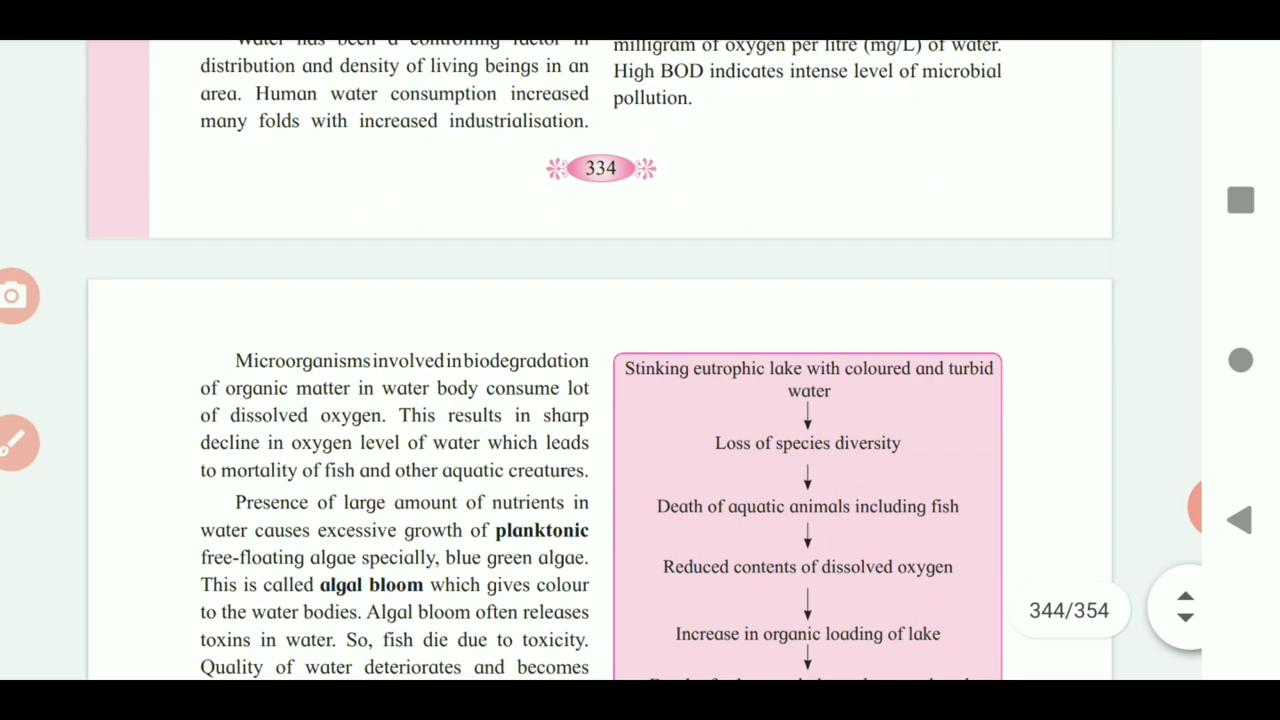 Water has been a controlling factor in
distribution and density of living beings in an
area. Human water consumption increased
many folds with increased industrialisation.
milligram of oxygen per litre (mg/L) of water.
High BOD indicates intense level of microbial
pollution.
334
Microorganisms involved in biodegradation
of organic matter in water body consume lot
of dissolved oxygen. This results in sharp
decline in oxygen level of water which leads
to mortality of fish and other aquatic creatures.
Presence of large amount of nutrients in
water causes excessive growth of planktonic
free-floating algae specially, blue green algae.
This is called algal bloom which gives colour
to the water bodies. Algal bloom often releases
toxins in water. So, fish die due to toxicity.
Quality of water deteriorates and becomes
Stinking eutrophic lake with coloured and turbid
water
Loss of species diversity
Death of aquatic animals including fish
Reduced contents of dissolved oxygen
Increase in organic loading of lake
344/354